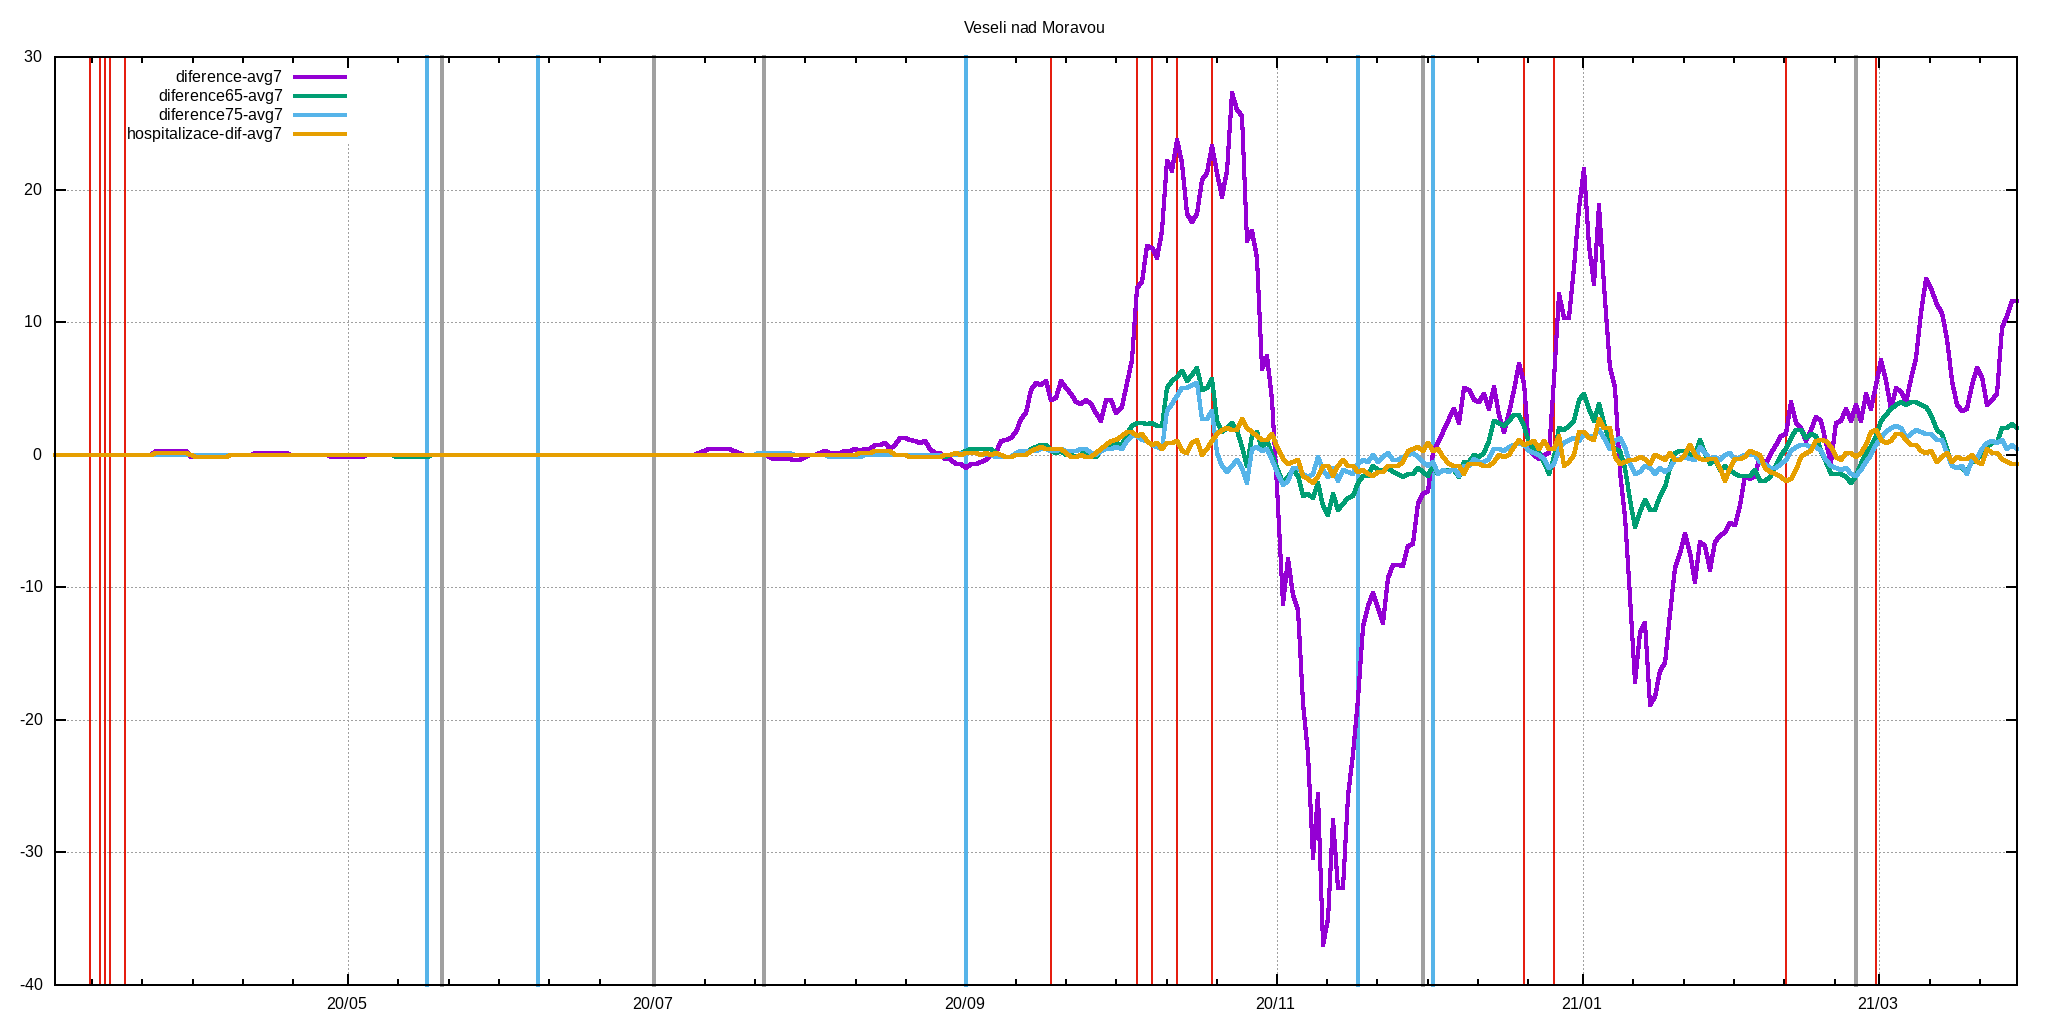 Veseli nad Moravou
30
20
10
0
-10
-20
-30
-40
diference-avg7
diference65-avg7
diference75-avg7
hospitalizace-dif-avg7
20/05
20/07
20/09
20/11
21/01
21/03